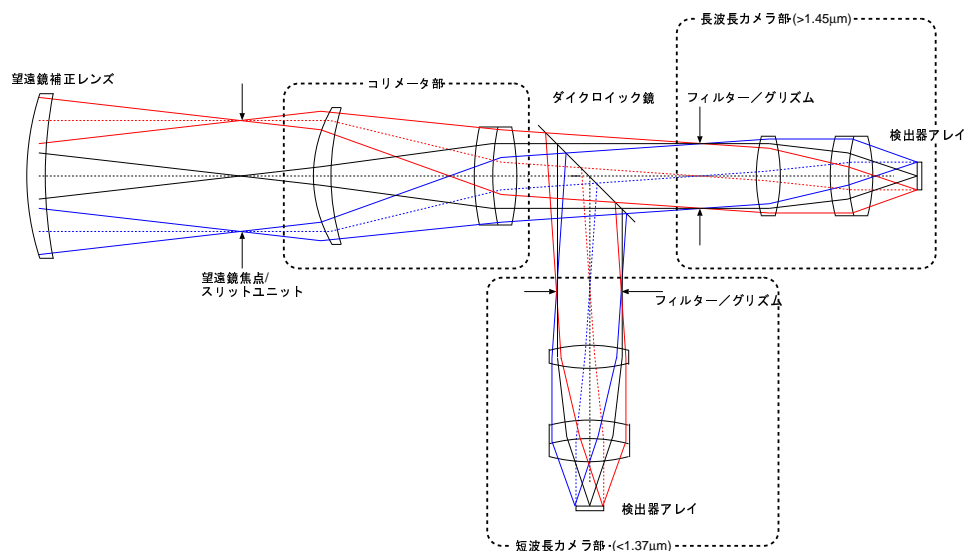 長波長カメラ部(>1.45μm)
望遠鏡補正レンズ
コリメータ部
ダイクロイック鏡
フィルター／グリズム
検出器アレイ
望遠鏡焦点/
スリットユニット
フィルター／グリズム
検出器アレイ
短波長カメラ部(<1.37μm)